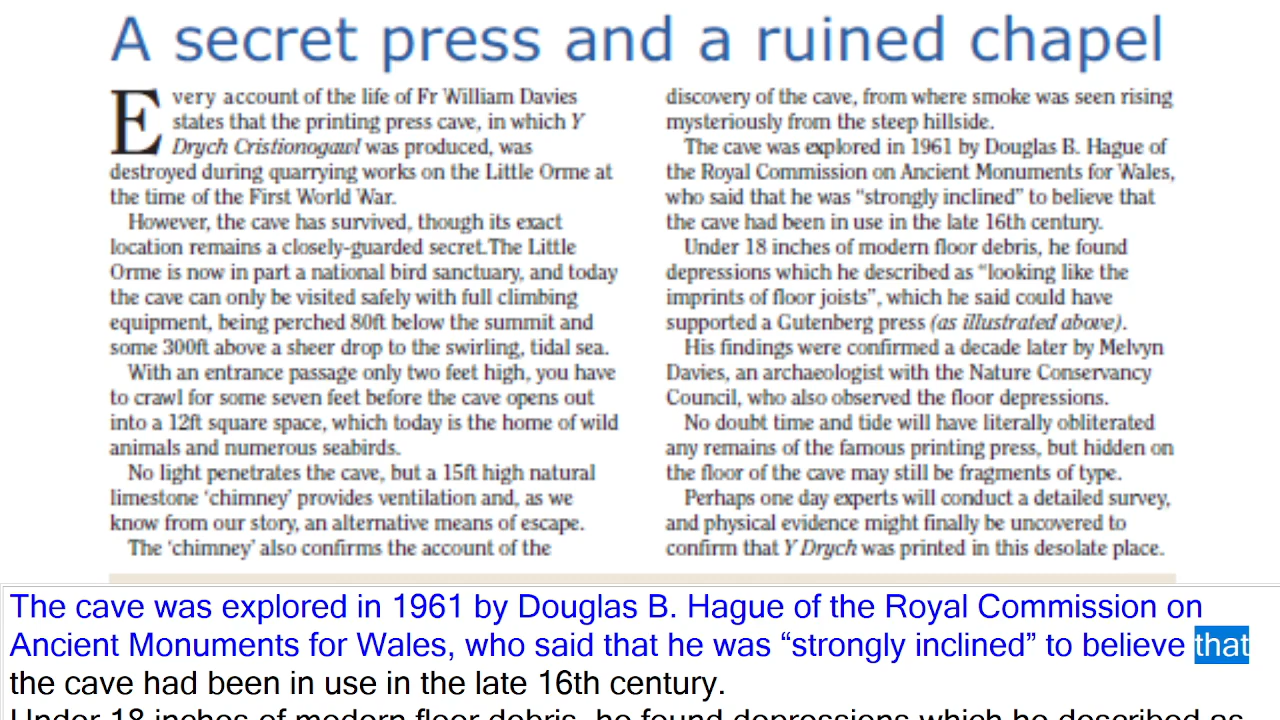 A secret press and a ruined chapel
Every account of the life of Fr William Davies
states that the printing press cave, in which Y
Drych Cristionogawl was produced, was
destroyed during quarrying works on the Little Orme at
the time of the First World War.
However, the cave has survived, though its exact
location remains a closely-guarded secret.The Little
Orme is now in part a national bird sanctuary, and today
the cave can only be visited safely with full climbing
equipment, being perched 80ft below the summit and
some 300ft above a sheer drop to the swirling, tidal sea.
With an entrance passage only two feet high, you have
to crawl for some seven feet before the cave opens out
into a 12ft square space, which today is the home of wild
animals and numerous seabirds.
No light penetrates the cave, but a 15ft high natural
limestone ‘chimney’ provides ventilation and, as we
know from our story, an alternative means of escape.
The ‘chimney’ also confirms the account of the
discovery of the cave, from where smoke was seen rising
mysteriously from the steep hillside.
The cave was explored in 1961 by Douglas B. Hague of
the Royal Commission on Ancient Monuments for Wales,
who said that he was “strongly inclined” to believe that
the cave had been in use in the late 16th century.
Under 18 inches of modern floor debris, he found
depressions which he described as “looking like the
imprints of floor joists”, which he said could have
supported a Gutenberg press (as illustrated above).
His findings were confirmed a decade later by Melvyn
Davies, an archaeologist with the Nature Conservancy
Council, who also observed the floor depressions.
No doubt time and tide will have literally obliterated
any remains of the famous printing press, but hidden on
the floor of the cave may still be fragments of type.
Perhaps one day experts will conduct a detailed survey,
and physical evidence might finally be uncovered to
confirm that Y Drych was printed in this desolate place.
The cave was explored in 1961 by Douglas B. Hague of the Royal Commission on
Ancient Monuments for Wales, who said that he was “strongly inclined” to believe that
the cave had been in use in the late 16th century.
Under 18 inches of modern floor debris, he found depressions which he described as